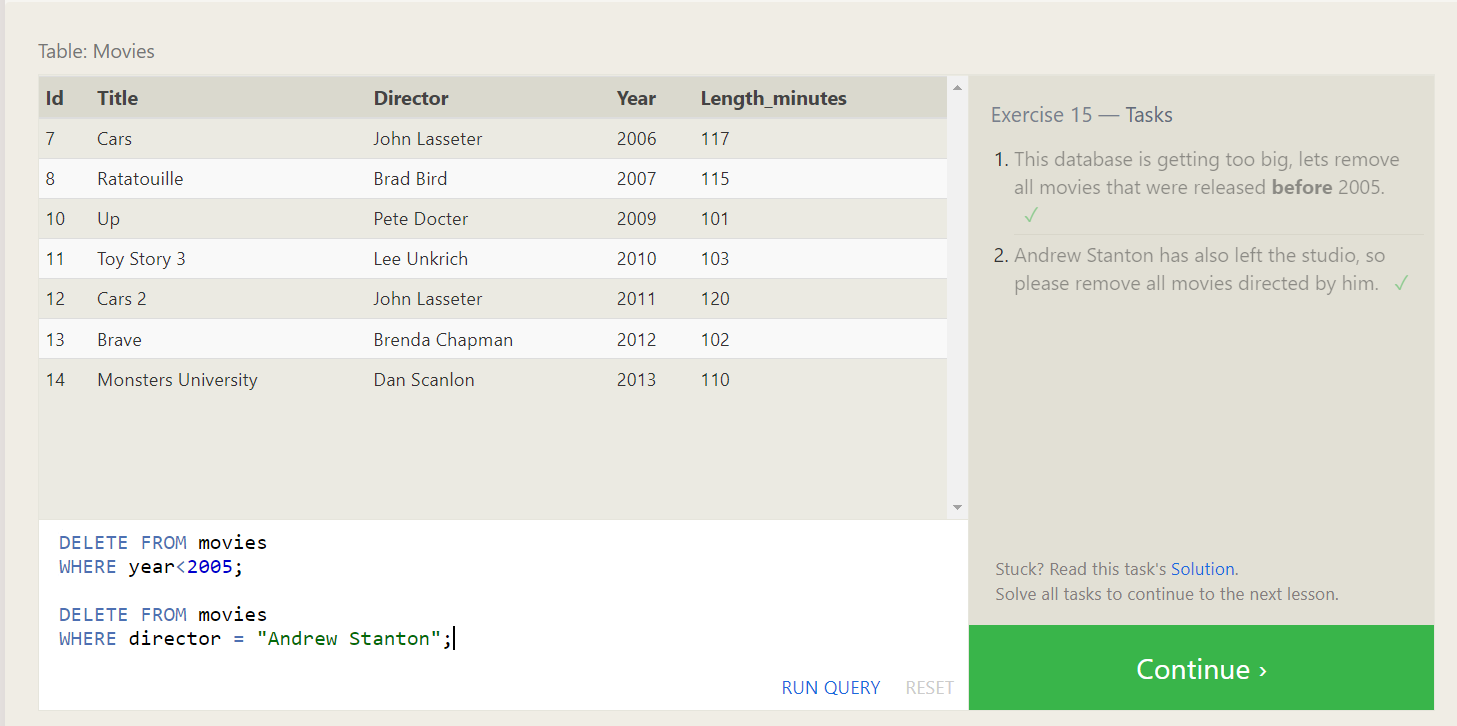 Table: Movies
Id Title Director Year Length_minutes
7 Cars John Lasseter 2006 117
8 Ratatouille Brad Bird 2007 115
10 Up Pete Docter 2009 101
11 Toy Story 3 Lee Unkrich 2010 103
12 Cars 2 John Lasseter 2011 120
13 Brave Brenda Chapman 2012 102
14 Monsters University Dan Scanlon 2013 110
DELETE FROM movies
WHERE year<2005;
DELETE FROM movies
WHERE director = "Andrew Stanton";
RUN QUERY RESET
Exercise 15 — Tasks
1. This database is getting too big, lets remove
all movies that were released before 2005.
✓
2. Andrew Stanton has also left the studio, so
please remove all movies directed by him. ✓
Stuck? Read this task's Solution.
Solve all tasks to continue to the next lesson.
Continue ›